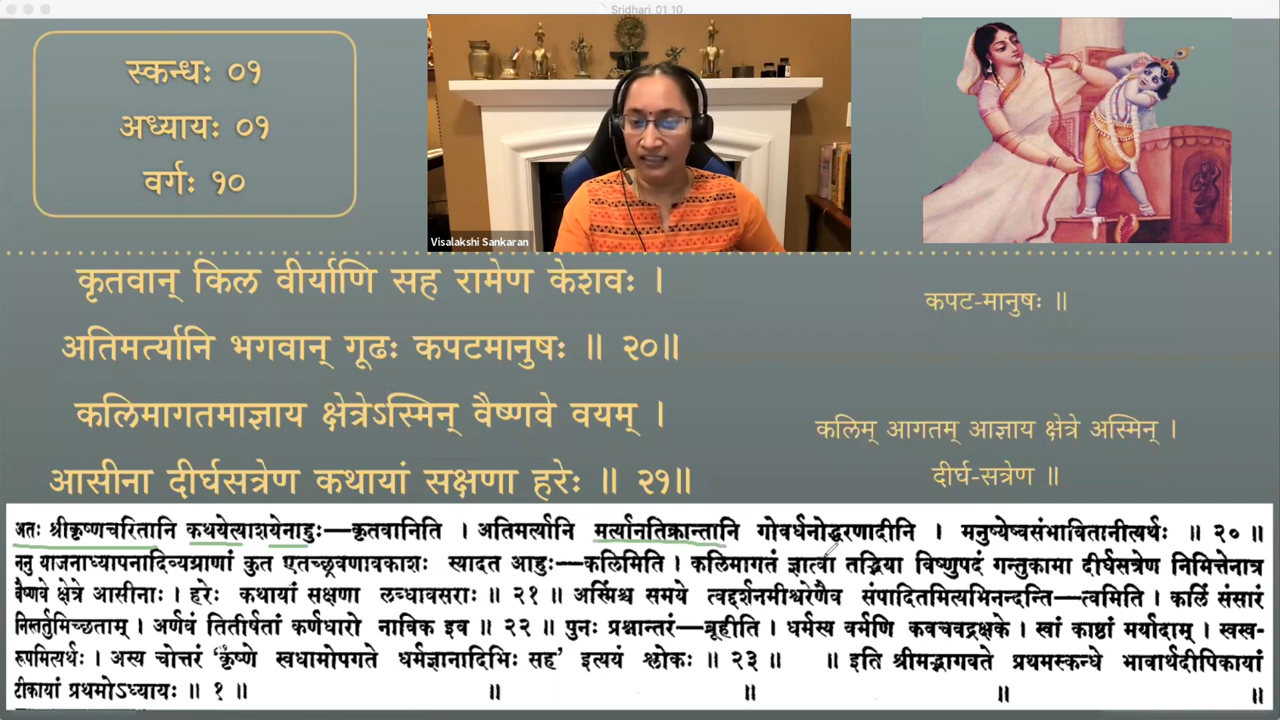 Sridhari_01_10
स्कन्धः ०१
अध्यायः ०१
वर्गः १०
Visalakshi Sankaran
कृतवान् किल वीर्याणि सह रामेण केशवः ।
अतिमर्त्यानि भगवान् गूढः कपटमानुषः ॥ २०॥
कलिमागतमाज्ञाय क्षेत्रेऽस्मिन् वैष्णवे वयम् ।
आसीना दीर्घसत्रेण कथायां सक्षणा हरेः ॥ २१॥
कपट-मानुषः ॥
कलिम् आगतम् आज्ञाय क्षेत्रे अस्मिन् ।
दीर्घ-सत्रेण ॥
अतः श्रीकृष्णचरितानि कथयेत्याशयेनाहुः—कृतवानिति । अतिमर्त्यानि मर्त्यानतिक्रान्तानि गोवर्धनोद्धरणादीनि । मनुष्येष्वसंभावितानीत्यर्थः ॥ २० ॥
ननु याजनाध्यापनादिव्यग्राणां कुत एतच्छ्रवणावकाशः स्यादत आहुः—कलिमिति । कलिमागतं ज्ञात्वा तद्भिया विष्णुपदं गन्तुकामा दीर्घसत्रेण निमित्तेनात्र
वैष्णवे क्षेत्रे आसीनाः । हरेः कथायां सक्षणा लब्धावसराः ॥ २१ ॥ अस्मिंश्च समये त्वद्दर्शनमीश्वरेणैव संपादितमित्यभिनन्दन्ति—त्वमिति । कलिं संसारं
निस्तर्तुमिच्छताम् । अर्णवं तितीर्षतां कर्णधारो नाविक इव ॥ २२ ॥ पुनः प्रश्नान्तरं—ब्रूहीति । धर्मस्य वर्मणि कवचवद्रक्षके । स्वां काष्ठां मर्यादाम् । स्वस्व-
रूपमित्यर्थः । अस्य चोत्तरं ‘कृष्णे स्वधामोपगते धर्मज्ञानादिभिः सह’ इत्ययं श्लोकः ॥ २३ ॥ ॥ इति श्रीमद्भागवते प्रथमस्कन्धे भावार्थदीपिकायां
टीकायां प्रथमोऽध्यायः ॥ १ ॥ ॥ ॥ ॥ ॥